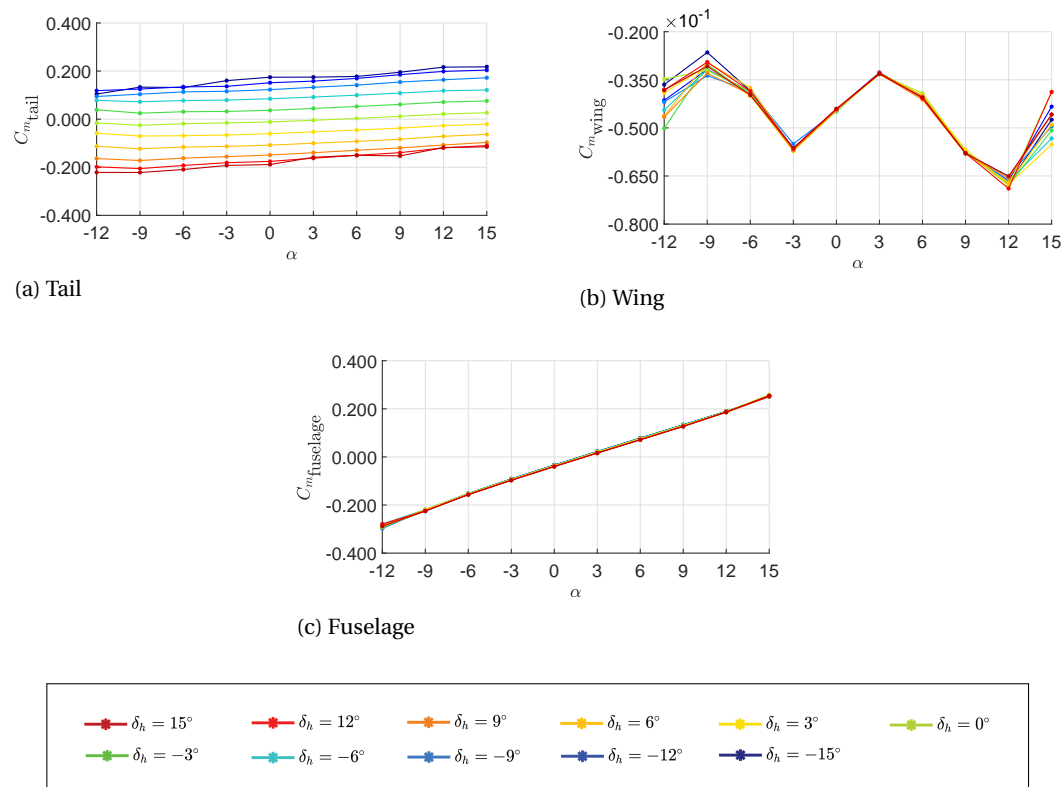 0.400
0.200
0.000
-0.200
-0.400
-12 -9 -6 -3 0 3 6 9 12 15
C_m tail
α
(a) Tail
×10⁻¹
-0.200
-0.350
-0.500
-0.650
-0.800
-12 -9 -6 -3 0 3 6 9 12 15
C_m wing
α
(b) Wing
0.400
0.200
0.000
-0.200
-0.400
-12 -9 -6 -3 0 3 6 9 12 15
C_m fuselage
α
(c) Fuselage
δ_h = 15° δ_h = 12° δ_h = 9° δ_h = 6° δ_h = 3° δ_h = 0°
δ_h = −3° δ_h = −6° δ_h = −9° δ_h = −12° δ_h = −15°